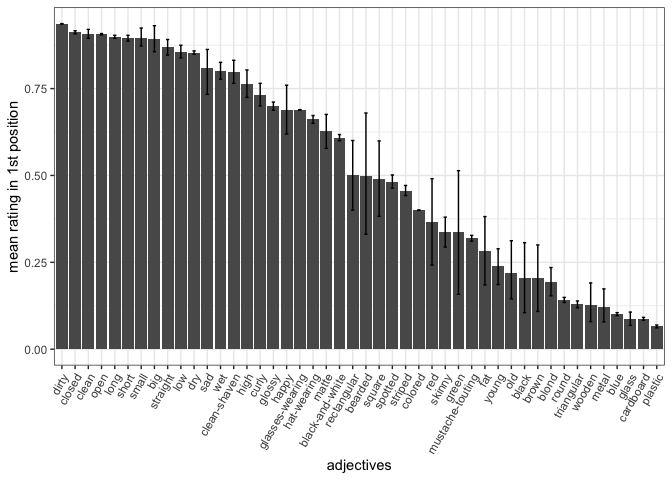 mean rating in 1st position
0.75
0.50
0.25
0.00
dirty
closed
clean
open
long
short
small
big
straight
low
dry
sad
wet
clean-shaven
high
curly
glossy
happy
glasses-wearing
hat-wearing
matte
black-and-white
rectangular
bearded
square
spotted
striped
colored
red
skinny
green
mustache-touting
fat
young
old
black
brown
blond
round
triangular
wooden
metal
blue
glass
cardboard
plastic
adjectives